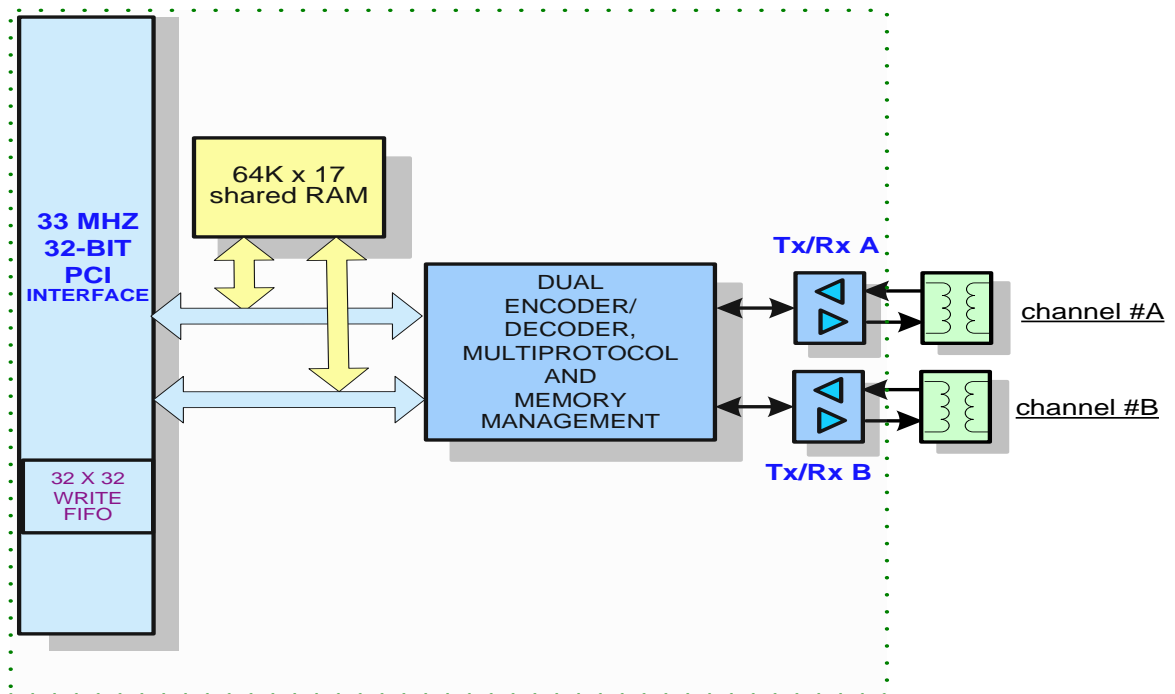 33 MHZ
32-BIT
PCI
INTERFACE
32 X 32
WRITE
FIFO
64K x 17
shared RAM
DUAL
ENCODER/
DECODER,
MULTIPROTOCOL
AND
MEMORY
MANAGEMENT
Tx/Rx A
channel #A
channel #B
Tx/Rx B